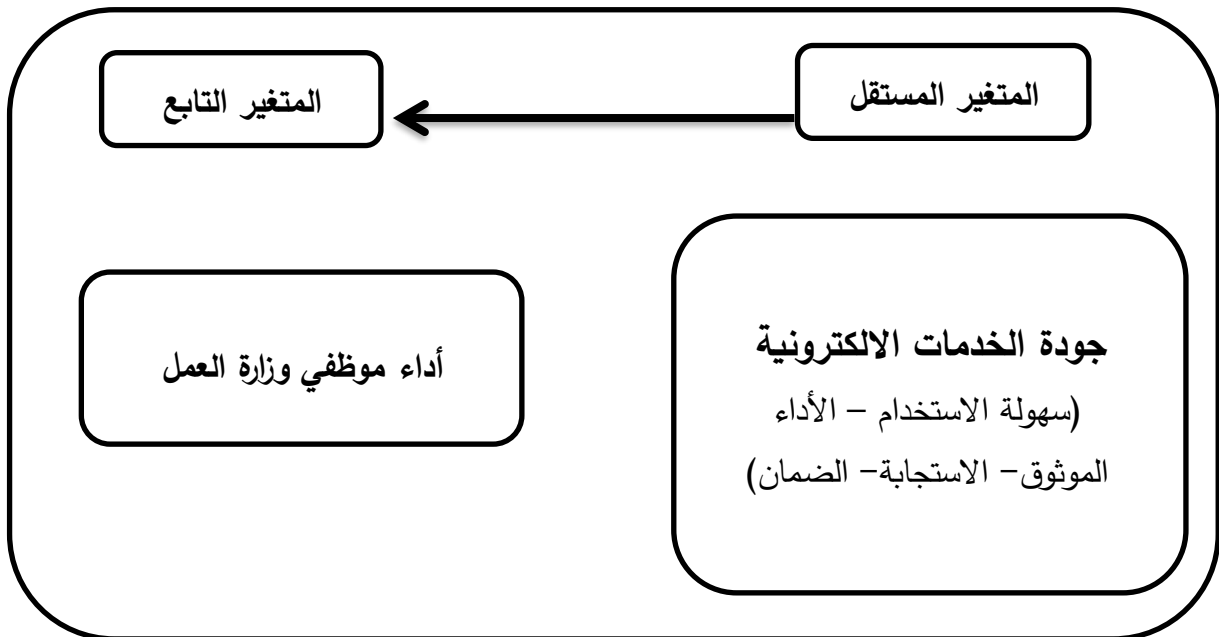 المتغير المستقل
المتغير التابع
جودة الخدمات الالكترونية
(سهولة الاستخدام – الأداء
الموثوق– الاستجابة– الضمان)
أداء موظفي وزارة العمل